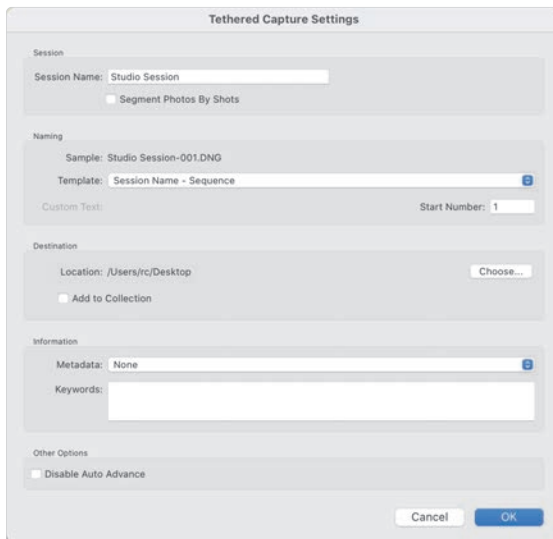 Tethered Capture Settings
Session
Session Name: Studio Session
Segment Photos By Shots
Naming
Sample: Studio Session-001.DNG
Template: Session Name - Sequence
Custom Text: Start Number: 1
Destination
Location: /Users/rc/Desktop Choose...
Add to Collection
Information
Metadata: None
Keywords:
Other Options
Disable Auto Advance
Cancel OK